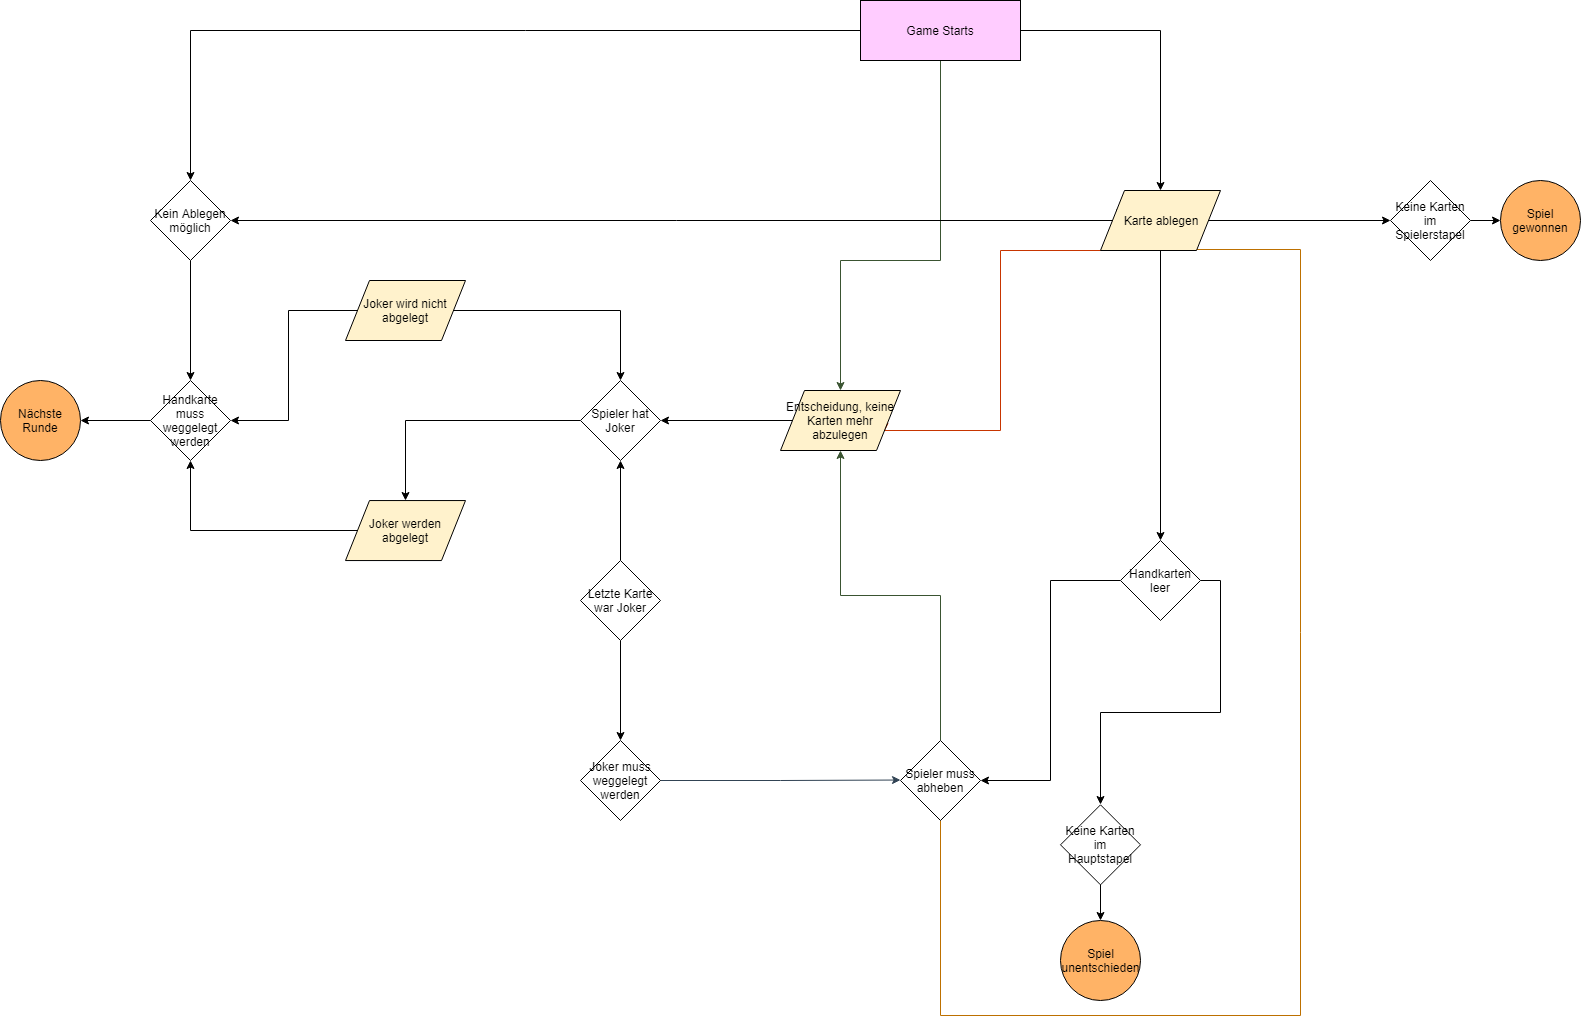 Game Starts
Kein Ablegen
möglich
Karte ablegen
Keine Karten
im
Spielerstapel
Spiel
gewonnen
Joker wird nicht
abgelegt
Nächste
Runde
Handkarte
muss
weggelegt
werden
Spieler hat
Joker
Entscheidung, keine
Karten mehr
abzulegen
Joker werden
abgelegt
Letzte Karte
war Joker
Handkarten
leer
Joker muss
weggelegt
werden
Spieler muss
abheben
Keine Karten
im
Hauptstapel
Spiel
unentschieden